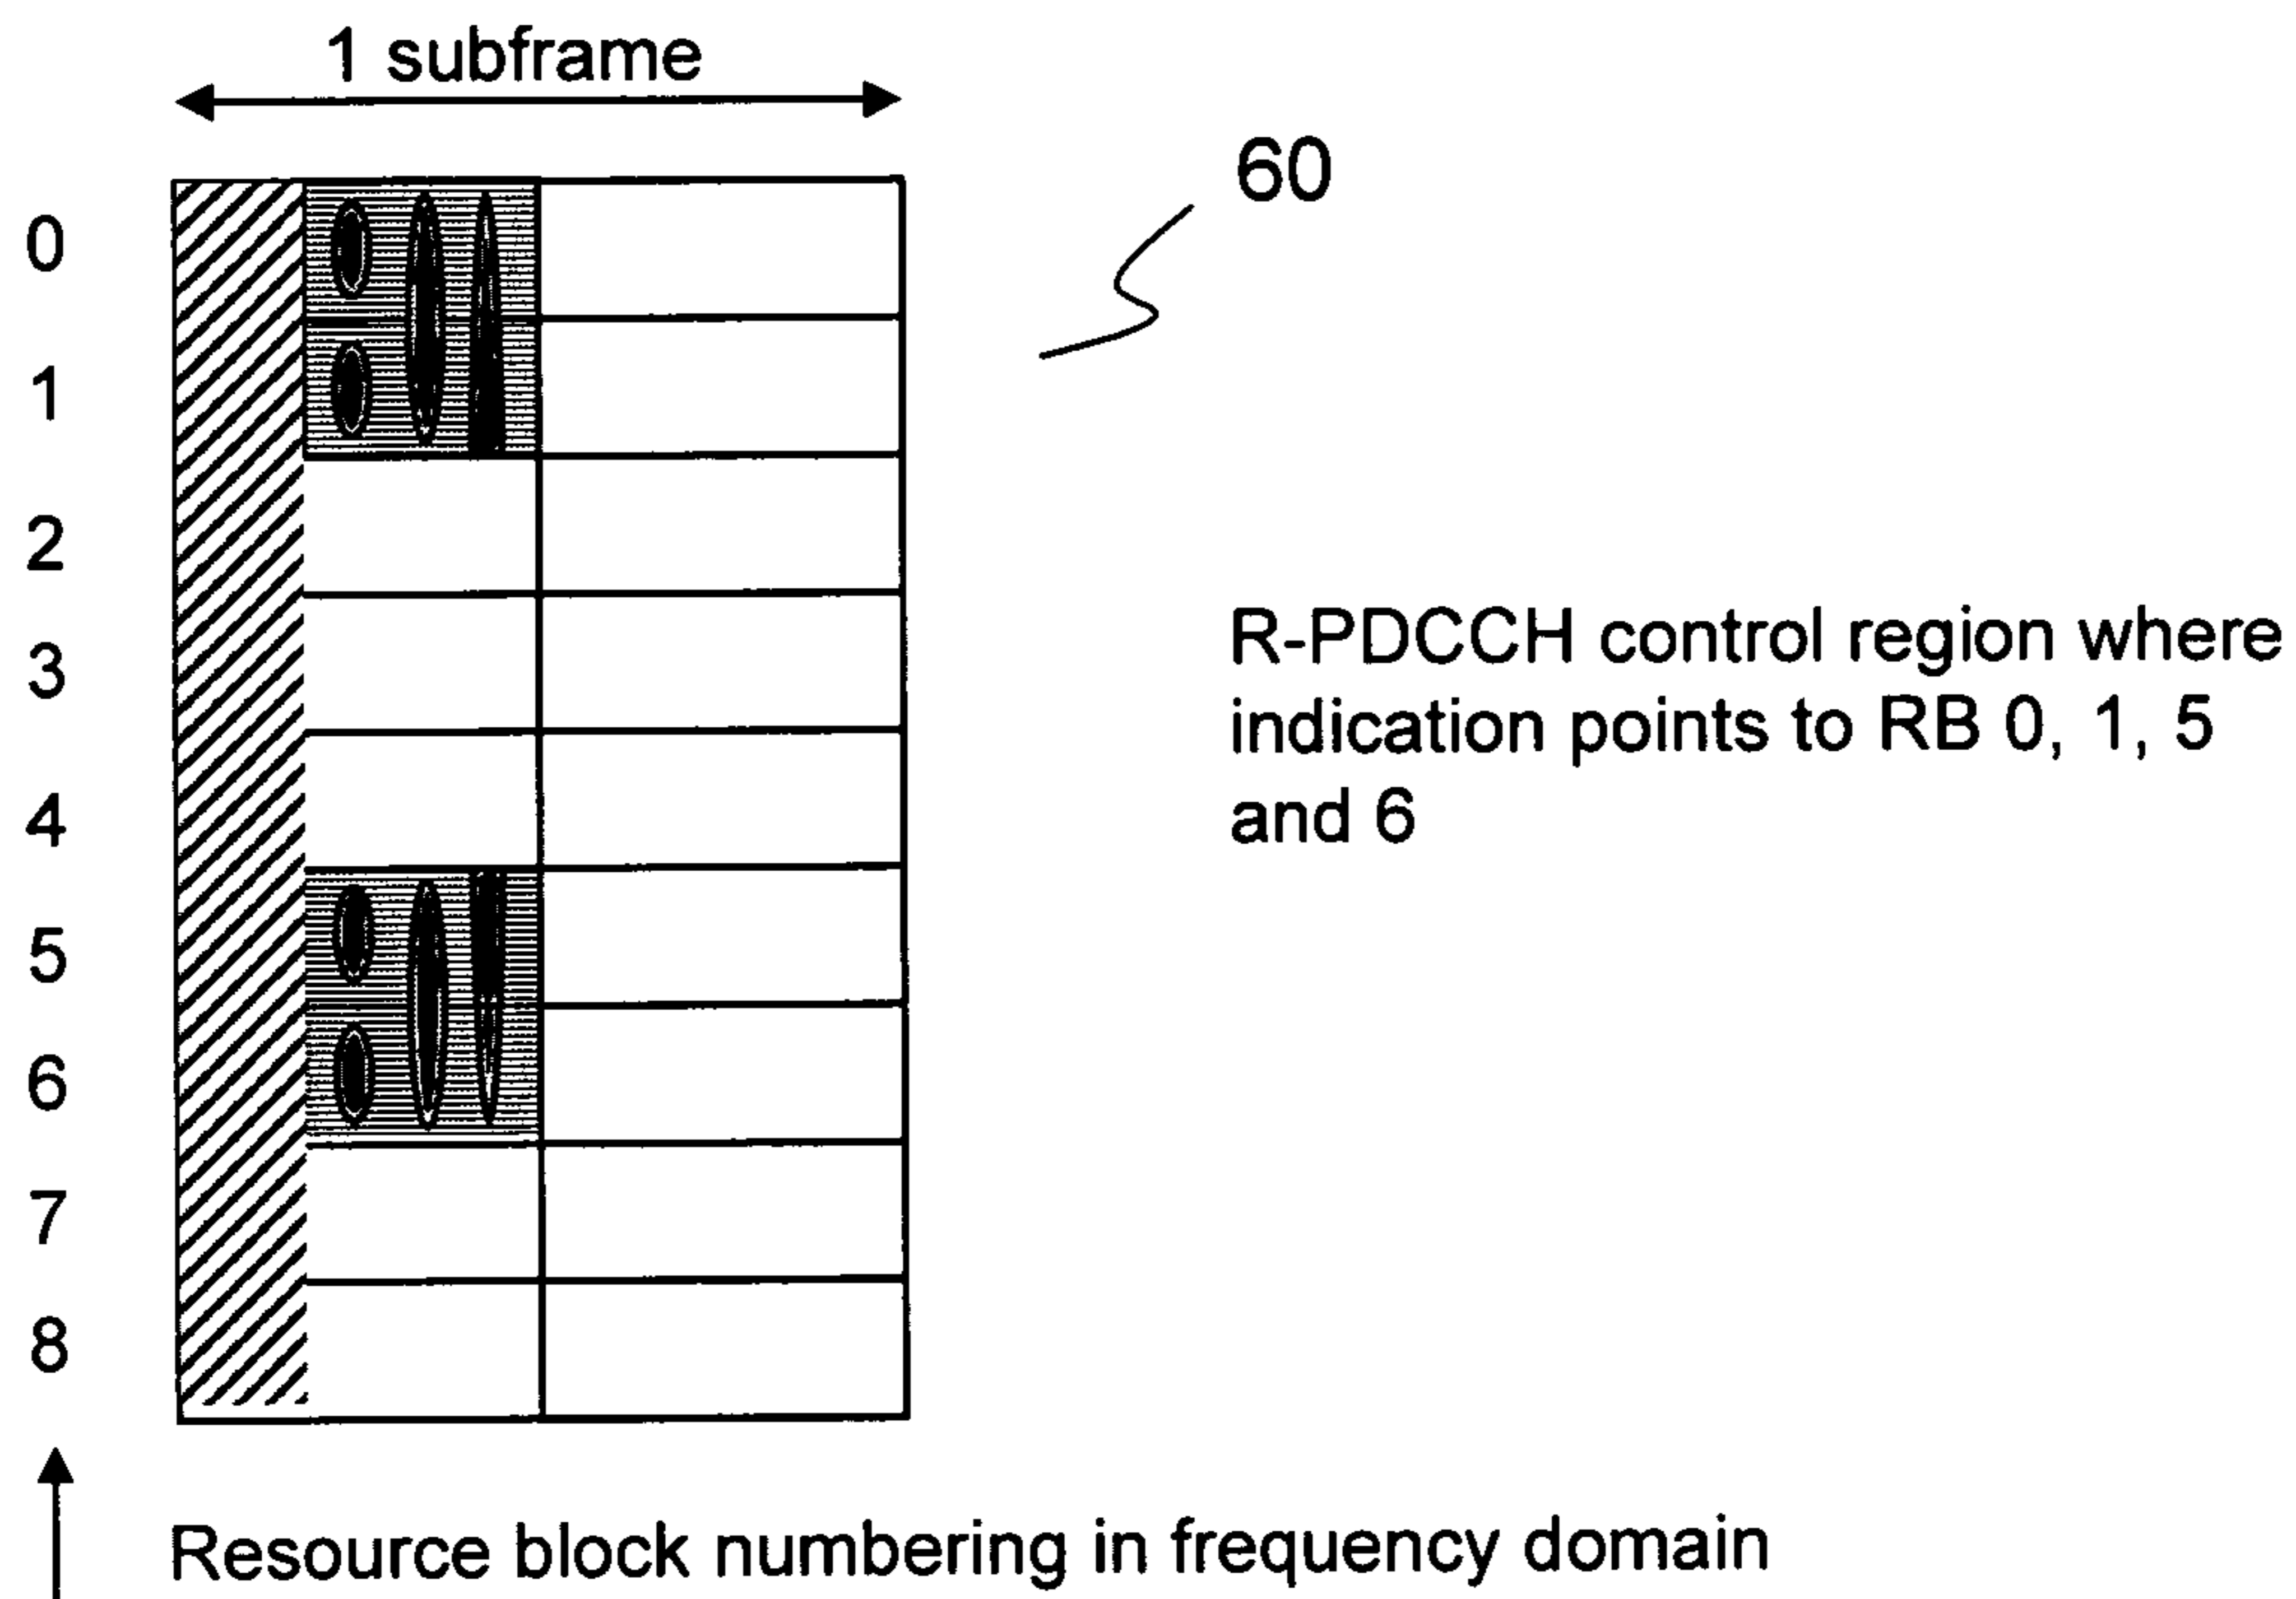 1 subframe
60
0
1
2
3
R-PDCCH control region where
indication points to RB 0, 1, 5
and 6
4
5
6
7
8
Resource block numbering in frequency domain